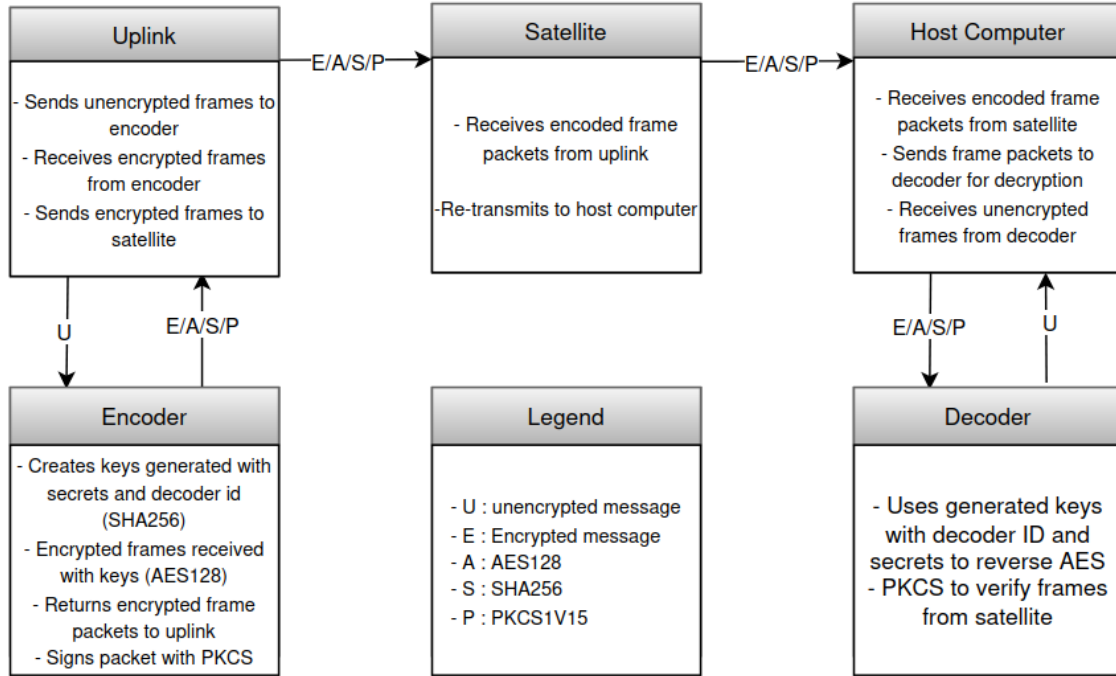 Uplink
- Sends unencrypted frames to
encoder
- Receives encrypted frames
from encoder
- Sends encrypted frames to
satellite
E/A/S/P
Satellite
- Receives encoded frame
packets from uplink
-Re-transmits to host computer
E/A/S/P
Host Computer
- Receives encoded frame
packets from satellite
- Sends frame packets to
decoder for decryption
- Receives unencrypted
frames from decoder
U
E/A/S/P
E/A/S/P
U
Encoder
- Creates keys generated with
secrets and decoder id
(SHA256)
- Encrypted frames received
with keys (AES128)
- Returns encrypted frame
packets to uplink
- Signs packet with PKCS
Legend
- U : unencrypted message
- E : Encrypted message
- A : AES128
- S : SHA256
- P : PKCS1V15
Decoder
- Uses generated keys
with decoder ID and
secrets to reverse AES
- PKCS to verify frames
from satellite